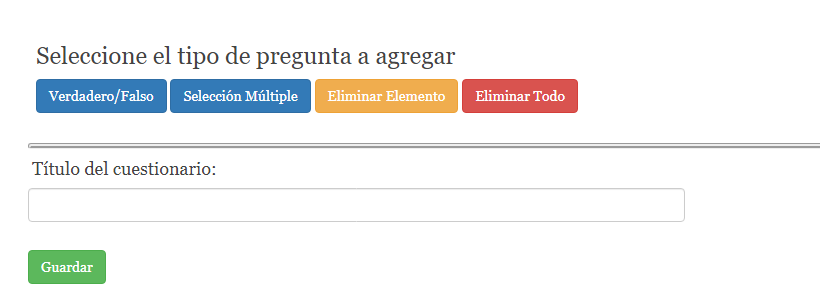 Seleccione el tipo de pregunta a agregar
Verdadero/Falso Selección Múltiple Eliminar Elemento Eliminar Todo
Título del cuestionario:
Guardar